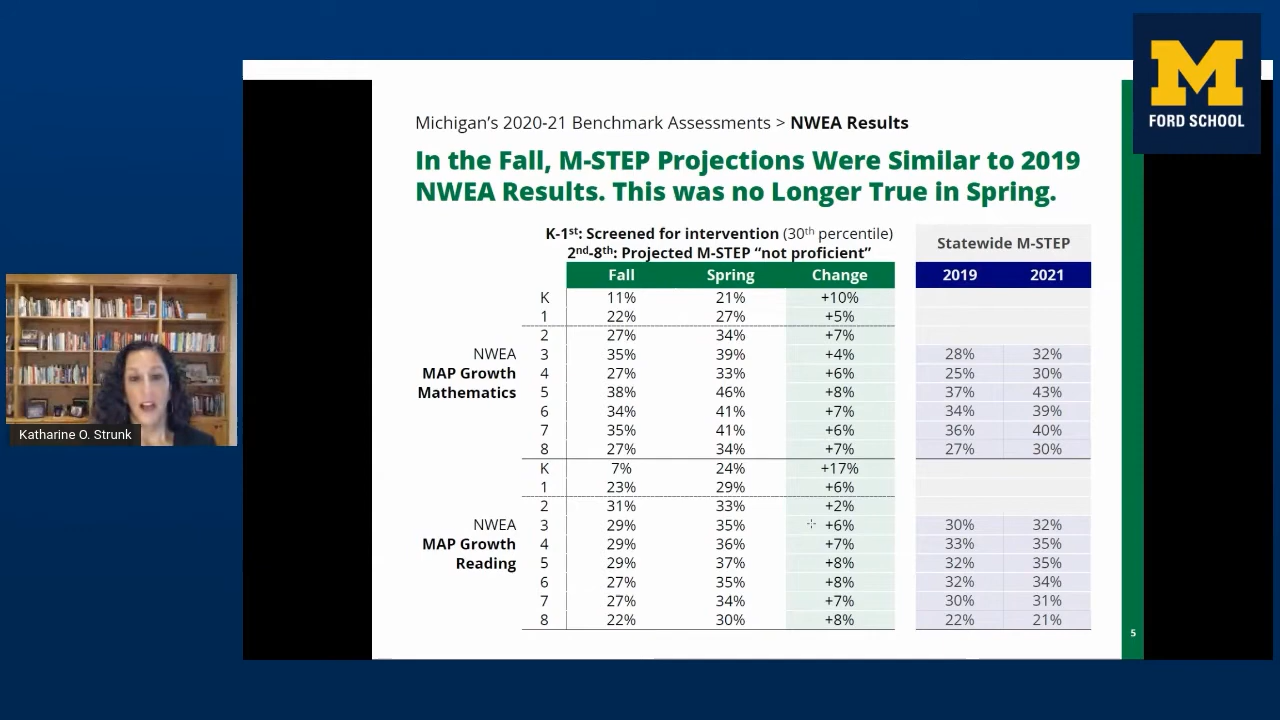 M
FORD SCHOOL
Michigan's 2020-21 Benchmark Assessments > NWEA Results
In the Fall, M-STEP Projections Were Similar to 2019
NWEA Results. This was no Longer True in Spring.
K-1st: Screened for intervention (30th percentile)
2nd-8th: Projected M-STEP “not proficient”
Statewide M-STEP
Fall Spring Change 2019 2021
K 11% 21% +10%
1 22% 27% +5%
2 27% 34% +7%
NWEA 3 35% 39% +4% 28% 32%
MAP Growth 4 27% 33% +6% 25% 30%
Mathematics 5 38% 46% +8% 37% 43%
6 34% 41% +7% 34% 39%
7 35% 41% +6% 36% 40%
8 27% 34% +7% 27% 30%
K 7% 24% +17%
1 23% 29% +6%
2 31% 33% +2%
NWEA 3 29% 35% +6% 30% 32%
MAP Growth 4 29% 36% +7% 33% 35%
Reading 5 29% 37% +8% 32% 35%
6 27% 35% +8% 32% 34%
7 27% 34% +7% 30% 31%
8 22% 30% +8% 22% 21%
5
Katharine O. Strunk